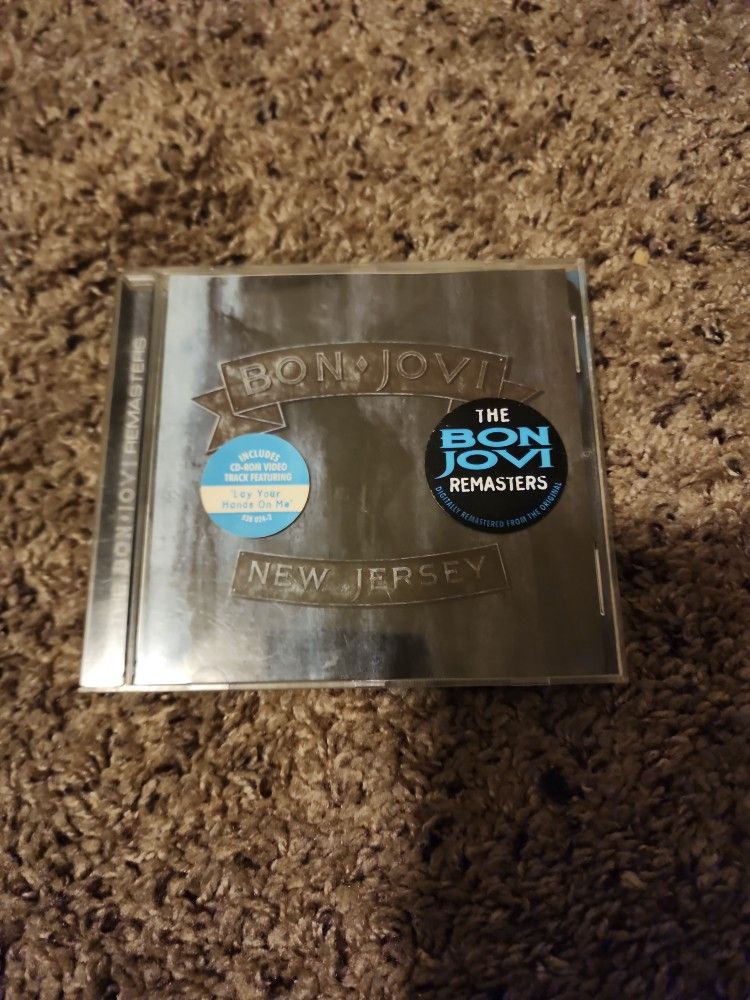 BON JOVI
INCLUDES
CD-ROM VIDEO
TRACK FEATURING
"Lay Your
Hands On Me"
THE
BON
JOVI
REMASTERS
DIGITALLY REMASTERED FROM THE ORIGINAL
NEW JERSEY
BON JOVI REMASTERS